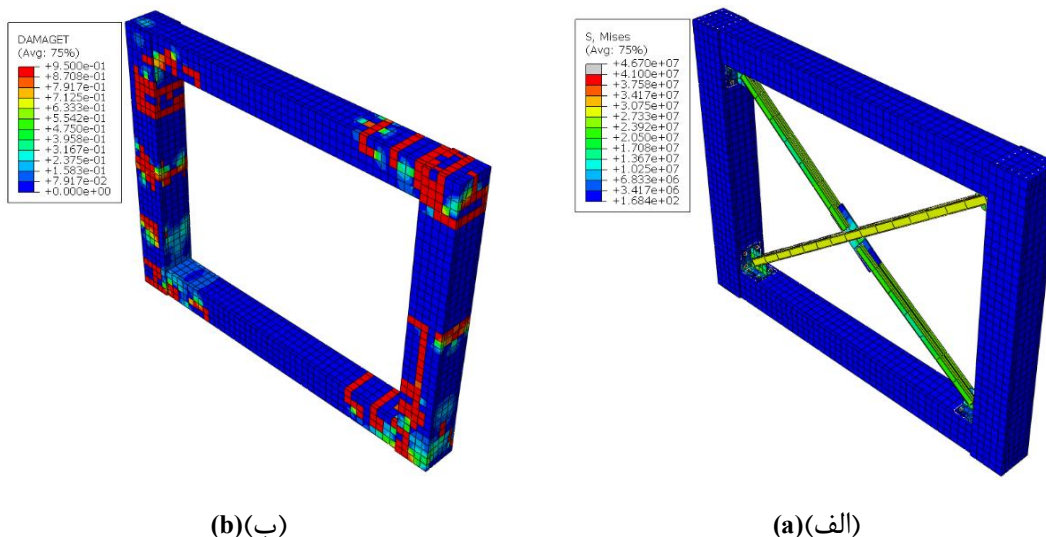 DAMAGET
(Avg: 75%)
+9.500e-01
+8.708e-01
+7.917e-01
+7.125e-01
+6.333e-01
+5.542e-01
+4.750e-01
+3.958e-01
+3.167e-01
+2.375e-01
+1.583e-01
+7.917e-02
+0.000e+00
S, Mises
(Avg: 75%)
+4.670e+07
+4.100e+07
+3.758e+07
+3.417e+07
+3.075e+07
+2.733e+07
+2.392e+07
+2.050e+07
+1.708e+07
+1.367e+07
+1.025e+07
+6.833e+06
+3.417e+06
+1.684e+02
(ب)(b)
(الف)(a)